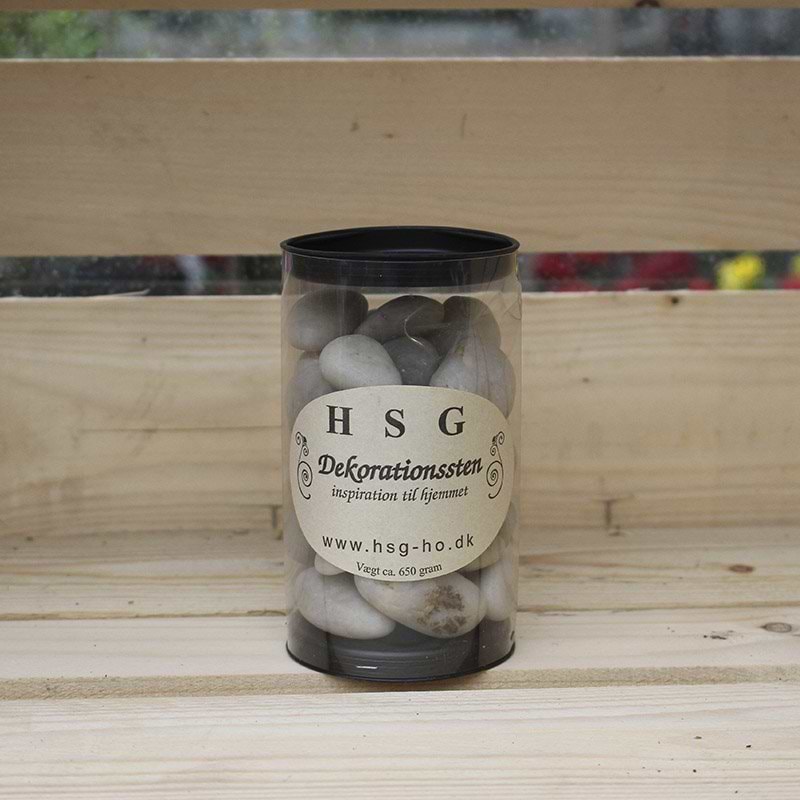 H S G
Dekorationssten
inspiration til hjemmet
www.hsg-ho.dk
Vægt ca. 650 gram